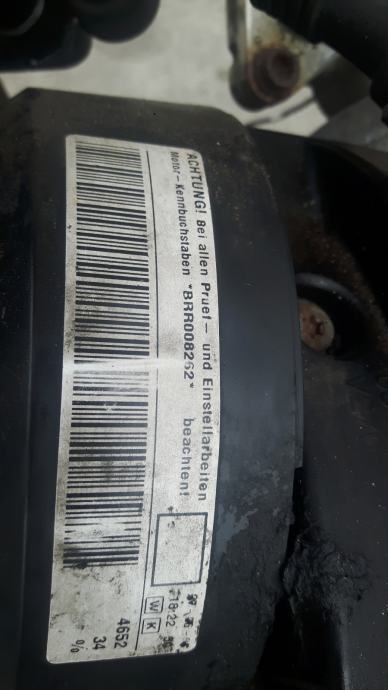 ACHTUNG! Bei allen Pruef- und Einstellarbeiten
Motor-Kennbuchstaben *BRR008262* beachten!
W K
4652
34
%